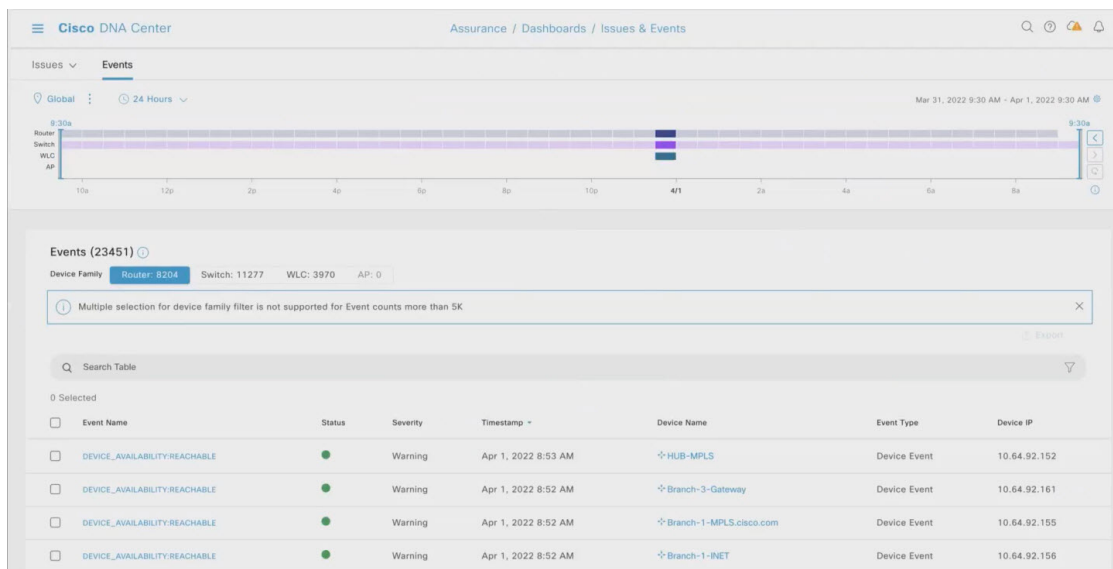 Cisco DNA Center
Assurance / Dashboards / Issues & Events
Issues
Events
Global
24 Hours
Mar 31, 2022 9:30 AM - Apr 1, 2022 9:30 AM
9:30a
9:30a
Router
Switch
WLC
AP
10a 12p 2p 4p 6p 8p 10p 4/1 2a 4a 6a 8a
Events (23451)
Device Family Router: 8204 Switch: 11277 WLC: 3970 AP: 0
Multiple selection for device family filter is not supported for Event counts more than 5K
Export
Search Table
0 Selected
Event Name Status Severity Timestamp Device Name Event Type Device IP
DEVICE_AVAILABILITY:REACHABLE Warning Apr 1, 2022 8:53 AM HUB-MPLS Device Event 10.64.92.152
DEVICE_AVAILABILITY:REACHABLE Warning Apr 1, 2022 8:52 AM Branch-3-Gateway Device Event 10.64.92.161
DEVICE_AVAILABILITY:REACHABLE Warning Apr 1, 2022 8:52 AM Branch-1-MPLS.cisco.com Device Event 10.64.92.155
DEVICE_AVAILABILITY:REACHABLE Warning Apr 1, 2022 8:52 AM Branch-1-INET Device Event 10.64.92.156